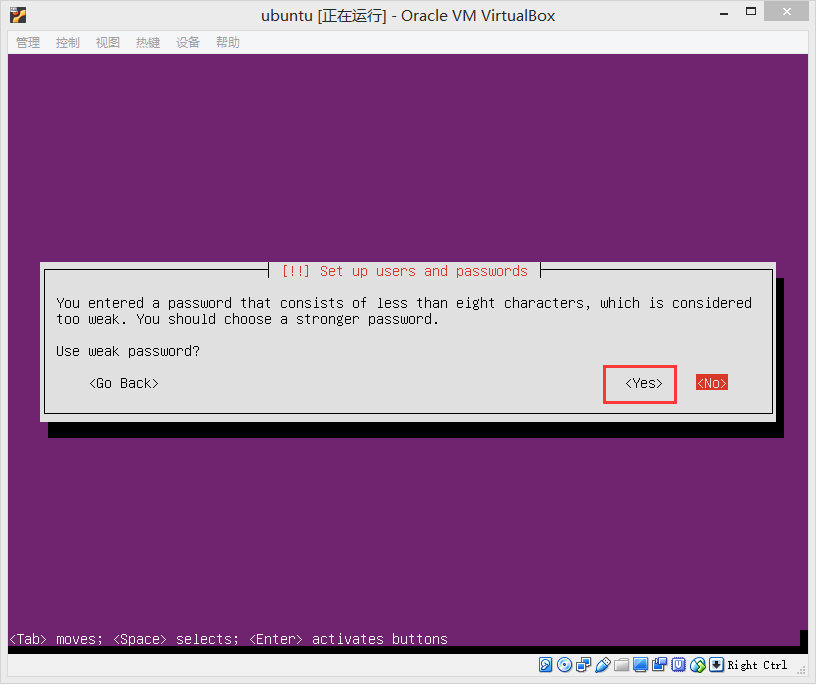 ubuntu [正在运行] - Oracle VM VirtualBox
管理 控制 视图 热键 设备 帮助
[!!] Set up users and passwords
You entered a password that consists of less than eight characters, which is considered
too weak. You should choose a stronger password.
Use weak password?
<Go Back> <Yes> <No>
<Tab> moves; <Space> selects; <Enter> activates buttons
Right Ctrl